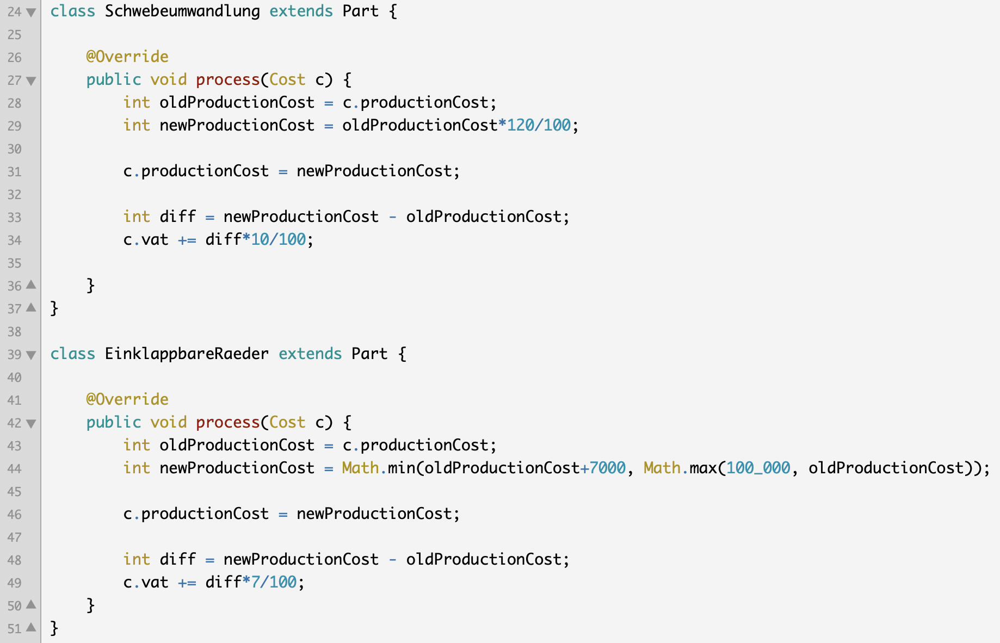 24 class Schwebeumwandlung extends Part {
25
26     @Override
27     public void process(Cost c) {
28         int oldProductionCost = c.productionCost;
29         int newProductionCost = oldProductionCost*120/100;
30
31         c.productionCost = newProductionCost;
32
33         int diff = newProductionCost - oldProductionCost;
34         c.vat += diff*10/100;
35
36     }
37 }
38
39 class EinklappbareRaeder extends Part {
40
41     @Override
42     public void process(Cost c) {
43         int oldProductionCost = c.productionCost;
44         int newProductionCost = Math.min(oldProductionCost+7000, Math.max(100_000, oldProductionCost));
45
46         c.productionCost = newProductionCost;
47
48         int diff = newProductionCost - oldProductionCost;
49         c.vat += diff*7/100;
50     }
51 }